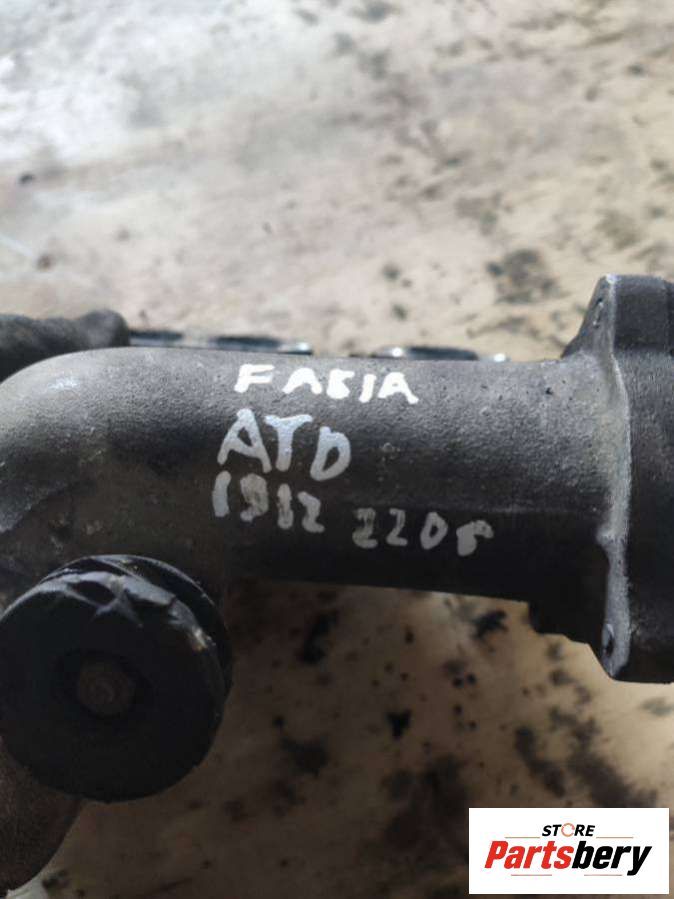 FABIA
ATD
1912 2205
STORE
Partsbery